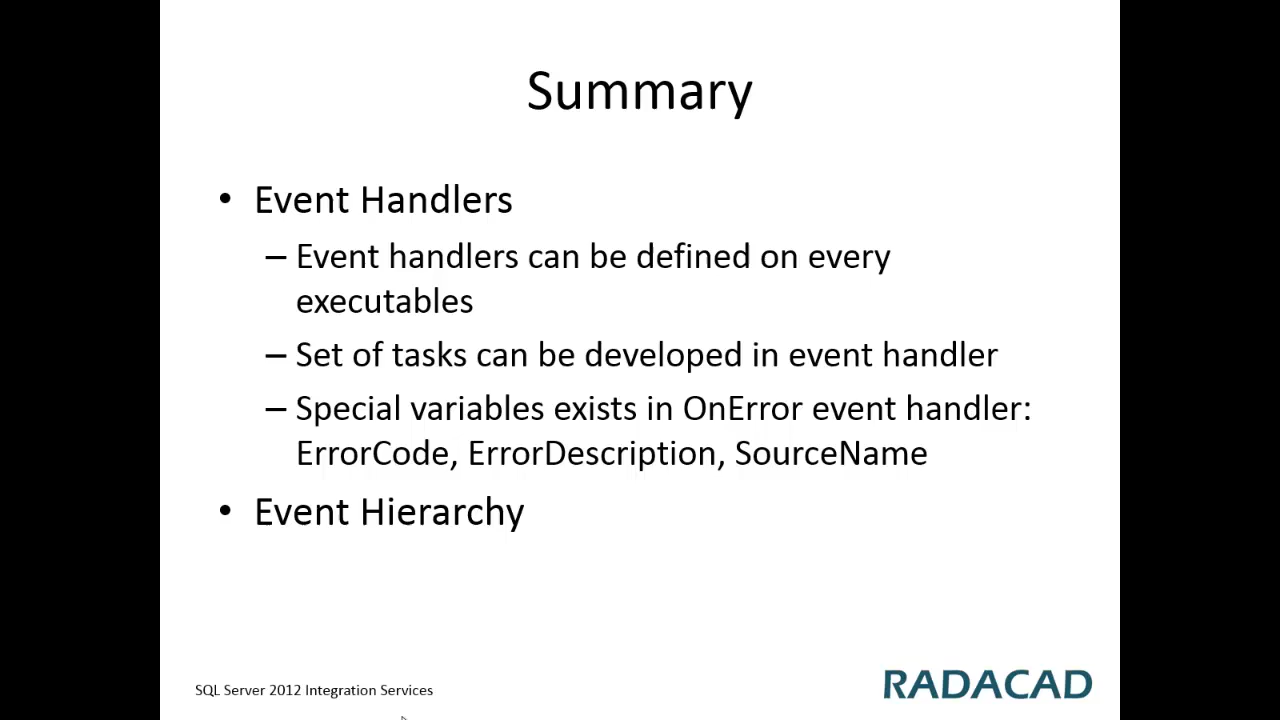 Summary
• Event Handlers
– Event handlers can be defined on every
executables
– Set of tasks can be developed in event handler
– Special variables exists in OnError event handler:
ErrorCode, ErrorDescription, SourceName
• Event Hierarchy
SQL Server 2012 Integration Services
RADACAD